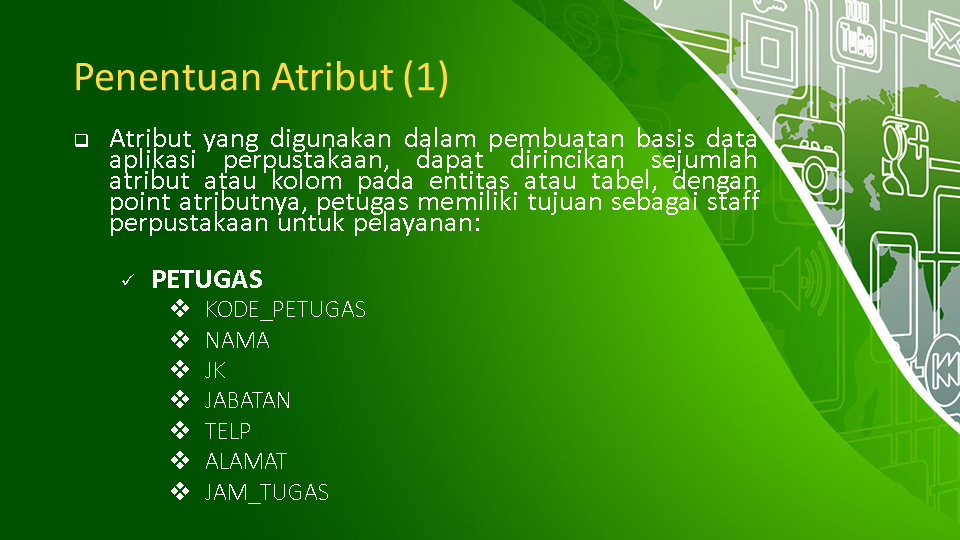 Penentuan Atribut (1)
Atribut yang digunakan dalam pembuatan basis data
aplikasi perpustakaan, dapat dirincikan sejumlah
atribut atau kolom pada entitas atau tabel, dengan
point atributnya, petugas memiliki tujuan sebagai staff
perpustakaan untuk pelayanan:
PETUGAS
KODE_PETUGAS
NAMA
JK
JABATAN
TELP
ALAMAT
JAM_TUGAS
You
Tube
g+